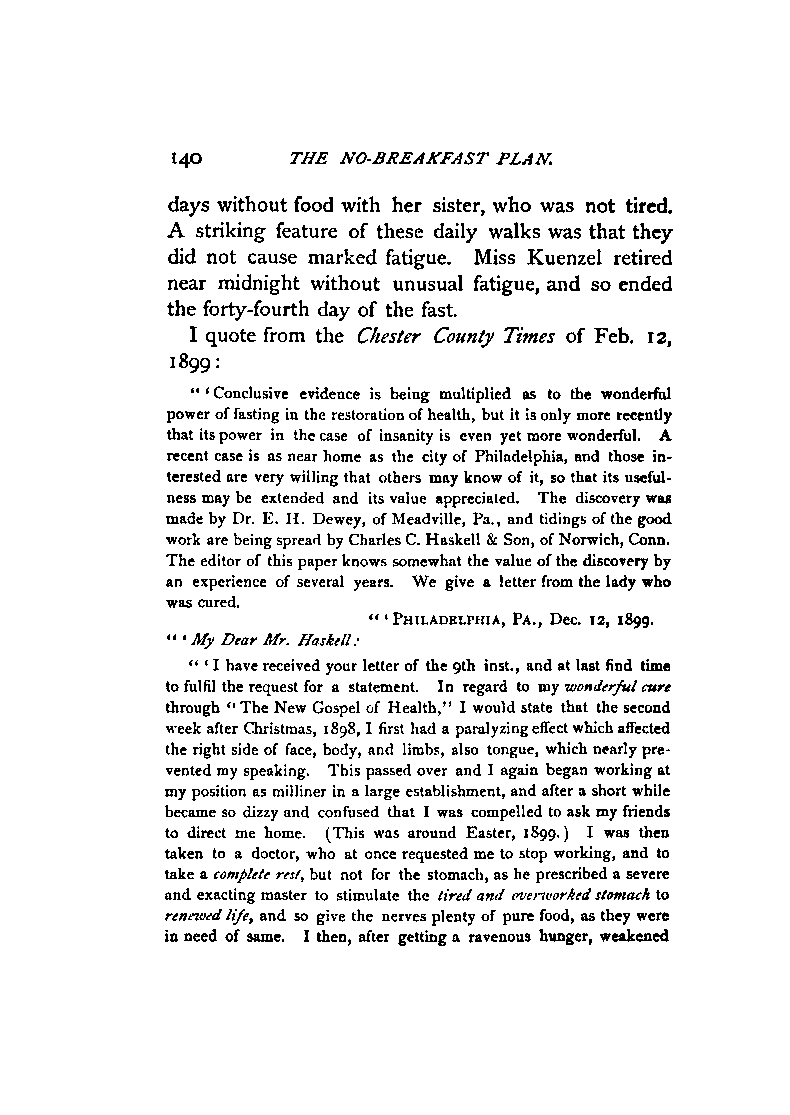 140 THE NO-BREAKFAST PLAN.
days without food with her sister, who was not tired.
A striking feature of these daily walks was that they
did not cause marked fatigue. Miss Kuenzel retired
near midnight without unusual fatigue, and so ended
the forty-fourth day of the fast.
I quote from the Chester County Times of Feb. 12,
1899:
“‘Conclusive evidence is being multiplied as to the wonderful
power of fasting in the restoration of health, but it is only more recently
that its power in the case of insanity is even yet more wonderful. A
recent case is as near home as the city of Philadelphia, and those in-
terested are very willing that others may know of it, so that its useful-
ness may be extended and its value appreciated. The discovery was
made by Dr. E. H. Dewey, of Meadville, Pa., and tidings of the good
work are being spread by Charles C. Haskell & Son, of Norwich, Conn.
The editor of this paper knows somewhat the value of the discovery by
an experience of several years. We give a letter from the lady who
was cured.
“‘PHILADELPHIA, PA., Dec. 12, 1899.
“‘My Dear Mr. Haskell:
“‘I have received your letter of the 9th inst., and at last find time
to fulfil the request for a statement. In regard to my wonderful cure
through “The New Gospel of Health,” I would state that the second
week after Christmas, 1898, I first had a paralyzing effect which affected
the right side of face, body, and limbs, also tongue, which nearly pre-
vented my speaking. This passed over and I again began working at
my position as milliner in a large establishment, and after a short while
became so dizzy and confused that I was compelled to ask my friends
to direct me home. (This was around Easter, 1899.) I was then
taken to a doctor, who at once requested me to stop working, and to
take a complete rest, but not for the stomach, as he prescribed a severe
and exacting master to stimulate the tired and overworked stomach to
renewed life, and so give the nerves plenty of pure food, as they were
in need of same. I then, after getting a ravenous hunger, weakened